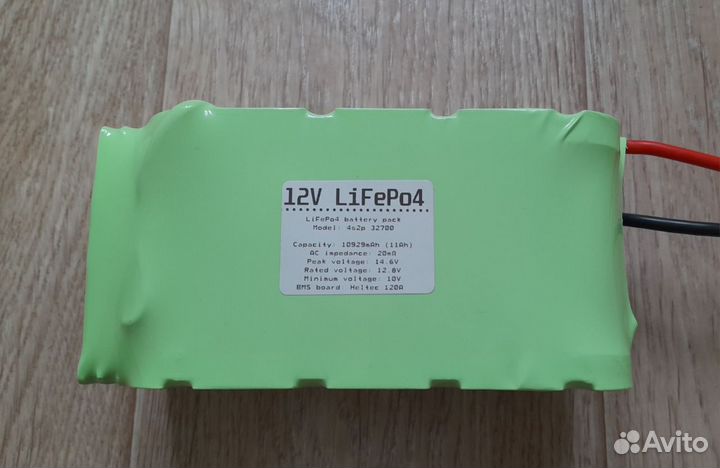 12V LiFePo4
LiFePo4 battery pack
Model: 4s2p 32700
Capacity: 10929mAh (11Ah)
AC impedance: 20mΩ
Peak voltage: 14.6V
Rated voltage: 12.8V
Minimum voltage: 10V
BMS board: Heltec 120A
Avito